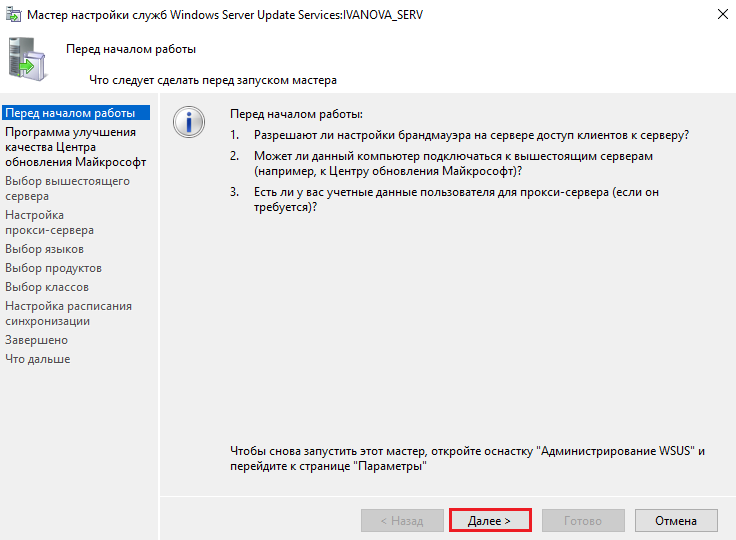 Мастер настройки служб Windows Server Update Services:IVANOVA_SERV
Перед началом работы
Что следует сделать перед запуском мастера
Перед началом работы
Программа улучшения
качества Центра
обновления Майкрософт
Выбор вышестоящего
сервера
Настройка
прокси-сервера
Выбор языков
Выбор продуктов
Выбор классов
Настройка расписания
синхронизации
Завершено
Что дальше
Перед началом работы:
1. Разрешают ли настройки брандмауэра на сервере доступ клиентов к серверу?
2. Может ли данный компьютер подключаться к вышестоящим серверам
(например, к Центру обновления Майкрософт)?
3. Есть ли у вас учетные данные пользователя для прокси-сервера (если он
требуется)?
Чтобы снова запустить этот мастер, откройте оснастку "Администрирование WSUS" и
перейдите к странице "Параметры"
< Назад
Далее >
Готово
Отмена